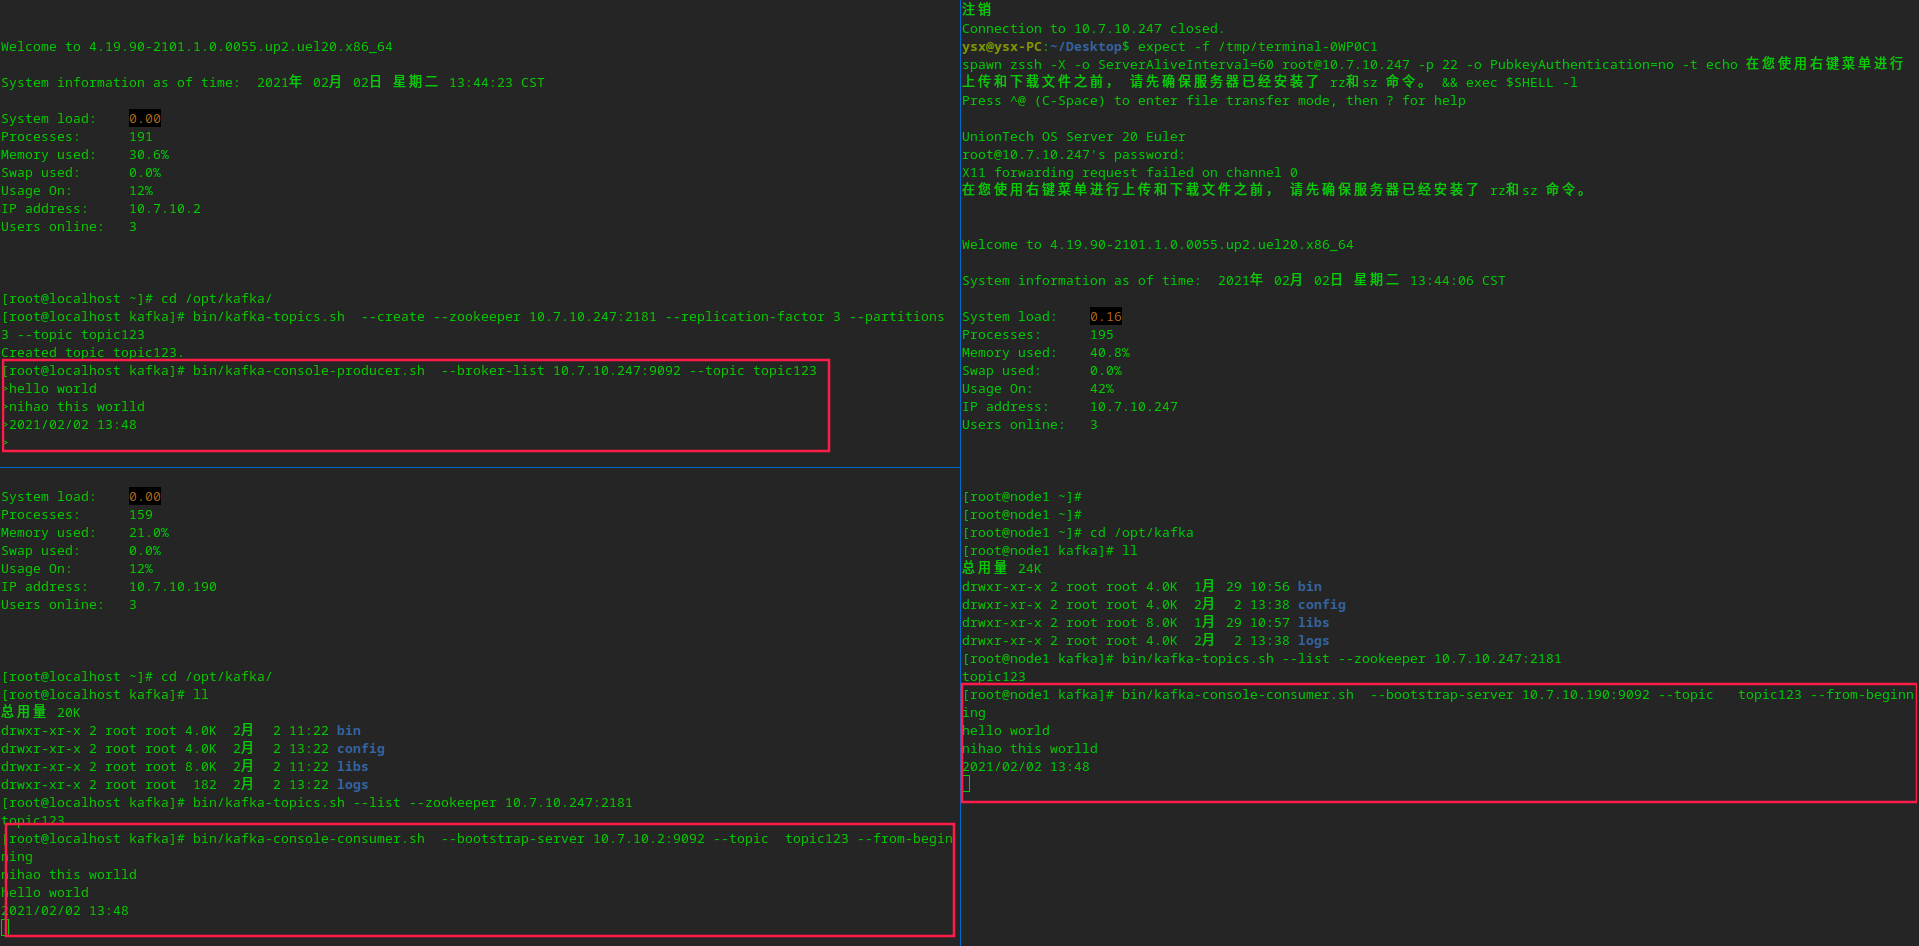 Welcome to 4.19.90-2101.1.0.0055.up2.uel20.x86_64
System information as of time:  2021年 02月 02日 星期二 13:44:23 CST
System load:    0.00
Processes:      191
Memory used:    30.6%
Swap used:      0.0%
Usage On:       12%
IP address:     10.7.10.2
Users online:   3
[root@localhost ~]# cd /opt/kafka/
[root@localhost kafka]# bin/kafka-topics.sh  --create --zookeeper 10.7.10.247:2181 --replication-factor 3 --partitions
3 --topic topic123
Created topic topic123.
[root@localhost kafka]# bin/kafka-console-producer.sh  --broker-list 10.7.10.247:9092 --topic topic123
>hello world
>nihao this worlld
>2021/02/02 13:48
>
System load:    0.00
Processes:      159
Memory used:    21.0%
Swap used:      0.0%
Usage On:       12%
IP address:     10.7.10.190
Users online:   3
[root@localhost ~]# cd /opt/kafka/
[root@localhost kafka]# ll
总用量 20K
drwxr-xr-x 2 root root 4.0K  2月   2 11:22 bin
drwxr-xr-x 2 root root 4.0K  2月   2 13:22 config
drwxr-xr-x 2 root root 8.0K  2月   2 11:22 libs
drwxr-xr-x 2 root root  182  2月   2 13:22 logs
[root@localhost kafka]# bin/kafka-topics.sh --list --zookeeper 10.7.10.247:2181
topic123
[root@localhost kafka]# bin/kafka-console-consumer.sh  --bootstrap-server 10.7.10.2:9092 --topic  topic123 --from-begin
ning
nihao this worlld
hello world
2021/02/02 13:48
注销
Connection to 10.7.10.247 closed.
ysx@ysx-PC:~/Desktop$ expect -f /tmp/terminal-0WP0C1
spawn zssh -X -o ServerAliveInterval=60 root@10.7.10.247 -p 22 -o PubkeyAuthentication=no -t echo 在您使用右键菜单进行
上传和下载文件之前， 请先确保服务器已经安装了 rz和sz 命令。 && exec $SHELL -l
Press ^@ (C-Space) to enter file transfer mode, then ? for help
UnionTech OS Server 20 Euler
root@10.7.10.247's password:
X11 forwarding request failed on channel 0
在您使用右键菜单进行上传和下载文件之前， 请先确保服务器已经安装了 rz和sz 命令。
Welcome to 4.19.90-2101.1.0.0055.up2.uel20.x86_64
System information as of time:  2021年 02月 02日 星期二 13:44:06 CST
System load:    0.16
Processes:      195
Memory used:    40.8%
Swap used:      0.0%
Usage On:       42%
IP address:     10.7.10.247
Users online:   3
[root@node1 ~]#
[root@node1 ~]#
[root@node1 ~]# cd /opt/kafka
[root@node1 kafka]# ll
总用量 24K
drwxr-xr-x 2 root root 4.0K  1月 29 10:56 bin
drwxr-xr-x 2 root root 4.0K  2月  2 13:38 config
drwxr-xr-x 2 root root 8.0K  1月 29 10:57 libs
drwxr-xr-x 2 root root 4.0K  2月  2 13:38 logs
[root@node1 kafka]# bin/kafka-topics.sh --list --zookeeper 10.7.10.247:2181
topic123
[root@node1 kafka]# bin/kafka-console-consumer.sh  --bootstrap-server 10.7.10.190:9092 --topic   topic123 --from-beginn
ing
hello world
nihao this worlld
2021/02/02 13:48